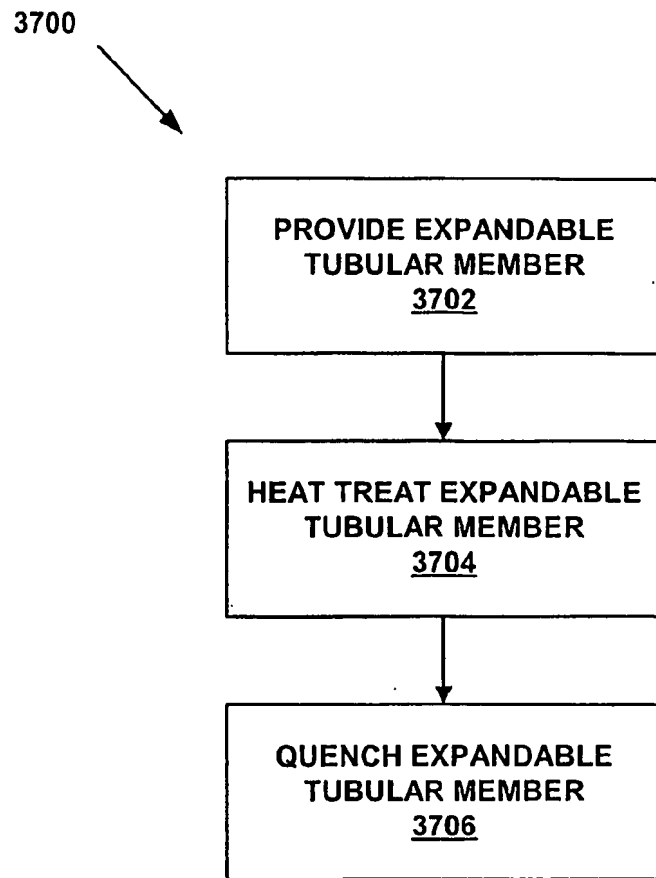 3700
PROVIDE EXPANDABLE
TUBULAR MEMBER
3702
HEAT TREAT EXPANDABLE
TUBULAR MEMBER
3704
QUENCH EXPANDABLE
TUBULAR MEMBER
3706